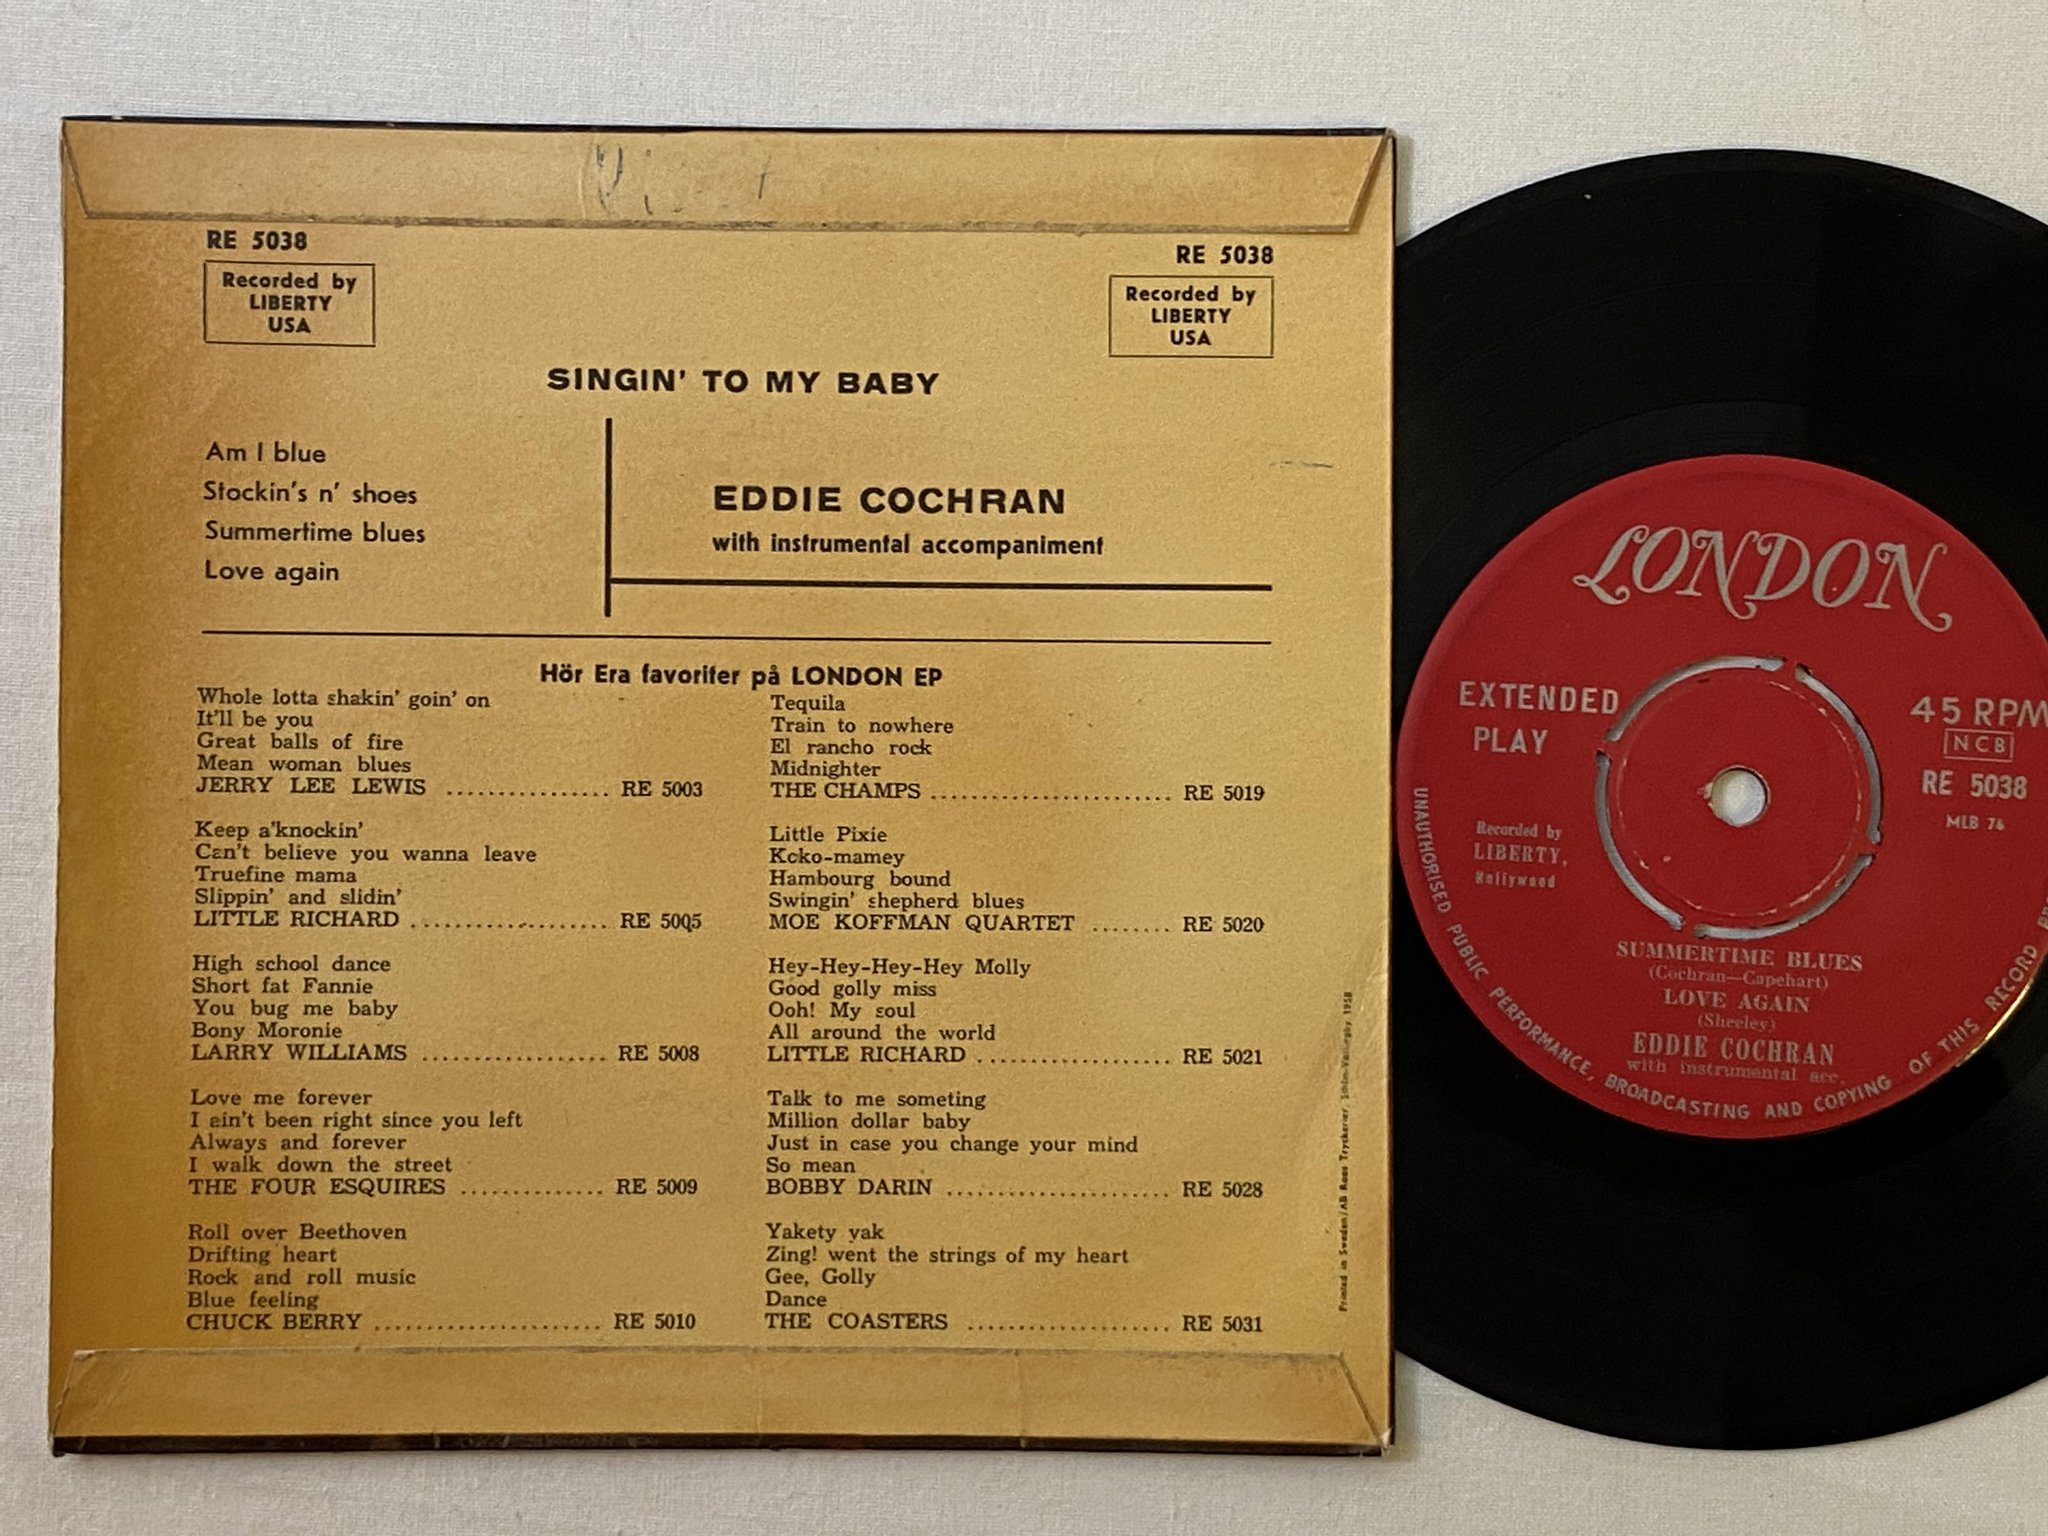 RE 5038
Recorded by
LIBERTY
USA
RE 5038
Recorded by
LIBERTY
USA
SINGIN' TO MY BABY
Am I blue
Stockin's n' shoes
Summertime blues
Love again
EDDIE COCHRAN
with instrumental accompaniment
Hör Era favoriter på LONDON EP
Whole lotta shakin' goin' on
It'll be you
Great balls of fire
Mean woman blues
JERRY LEE LEWIS ............... RE 5003
Keep a'knockin'
Can't believe you wanna leave
Truefine mama
Slippin' and slidin'
LITTLE RICHARD .................. RE 5005
High school dance
Short fat Fannie
You bug me baby
Bony Moronie
LARRY WILLIAMS ................. RE 5008
Love me forever
I ain't been right since you left
Always and forever
I walk down the street
THE FOUR ESQUIRES ............. RE 5009
Roll over Beethoven
Drifting heart
Rock and roll music
Blue feeling
CHUCK BERRY ..................... RE 5010
Tequila
Train to nowhere
El rancho rock
Midnighter
THE CHAMPS ....................... RE 5019
Little Pixie
Koko-mamey
Hambourg bound
Swingin' shepherd blues
MOE KOFFMAN QUARTET ........ RE 5020
Hey-Hey-Hey-Hey Molly
Good golly miss
Ooh! My soul
All around the world
LITTLE RICHARD ................... RE 5021
Talk to me someting
Million dollar baby
Just in case you change your mind
So mean
BOBBY DARIN ...................... RE 5028
Yakety yak
Zing! went the strings of my heart
Gee, Golly
Dance
THE COASTERS .................... RE 5031
Printed in Sweden/AB Roos Tryckerier, 1958
LONDON
EXTENDED
PLAY
45 RPM
NCB
RE 5038
MLB 76
Recorded by
LIBERTY,
Hollywood
SUMMERTIME BLUES
(Cochran—Capehart)
LOVE AGAIN
(Sheeley)
EDDIE COCHRAN
with instrumental acc.
UNAUTHORISED PUBLIC PERFORMANCE, BROADCASTING AND COPYING OF THIS RECORD